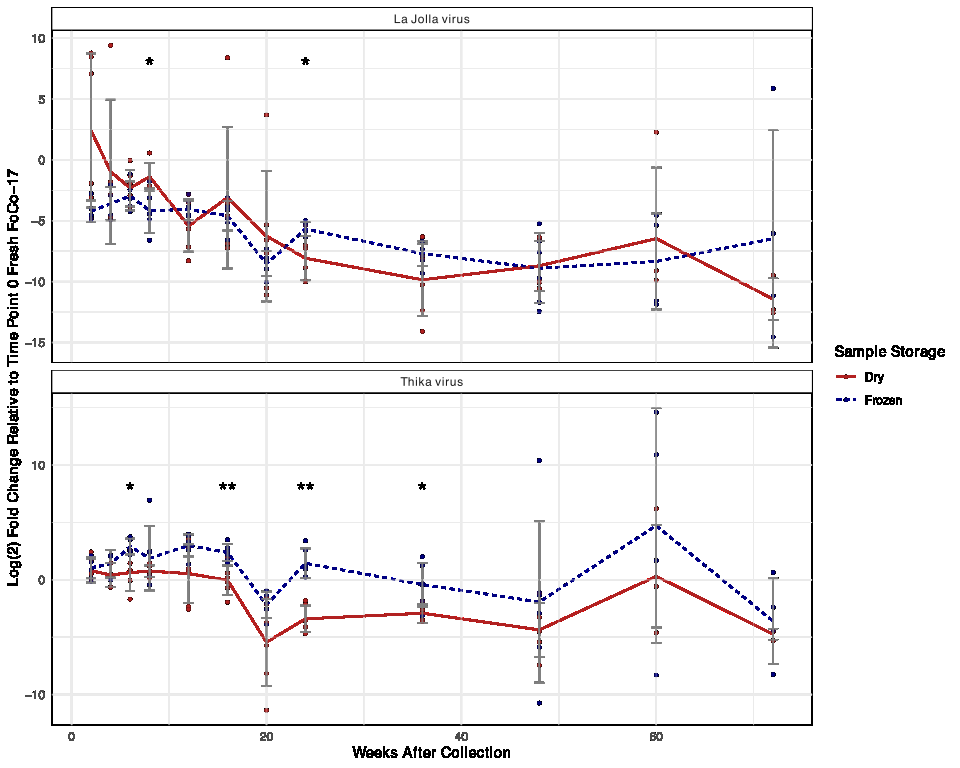 La Jolla virus
10
5
0
−5
−10
−15
*
*
Thika virus
10
0
−10
*
**
**
*
0
20
40
60
Weeks After Collection
Log(2) Fold Change Relative to Time Point 0 Fresh FoCo−17
Sample Storage
Dry
Frozen